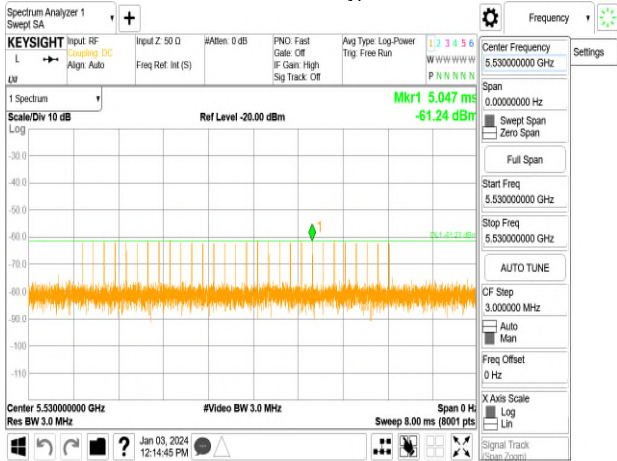 Spectrum Analyzer 1
Swept SA
+
Frequency
Settings
KEYSIGHT
L
Input: RF
Coupling: DC
Align: Auto
Input Z: 50 Ω
Freq Ref: Int (S)
#Atten: 0 dB
PNO: Fast
Gate: Off
IF Gain: High
Sig Track: Off
Avg Type: Log-Power
Trig: Free Run
1 2 3 4 5 6
W W W W W W
P N N N N N
1 Spectrum
Mkr1 5.047 ms
Scale/Div 10 dB
Ref Level -20.00 dBm
-61.24 dBm
Log
-30.0
-40.0
-50.0
-60.0
-70.0
-80.0
-90.0
-100
-110
1
Center 5.530000000 GHz
#Video BW 3.0 MHz
Span 0 Hz
Res BW 3.0 MHz
Sweep 8.00 ms (8001 pts)
Jan 03, 2024
12:14:45 PM
?
Center Frequency
5.530000000 GHz
Span
0.00000000 Hz
Swept Span
Zero Span
Full Span
Start Freq
5.530000000 GHz
Stop Freq
5.530000000 GHz
AUTO TUNE
CF Step
3.000000 MHz
Auto
Man
Freq Offset
0 Hz
X Axis Scale
Log
Lin
Signal Track
(Span Zoom)